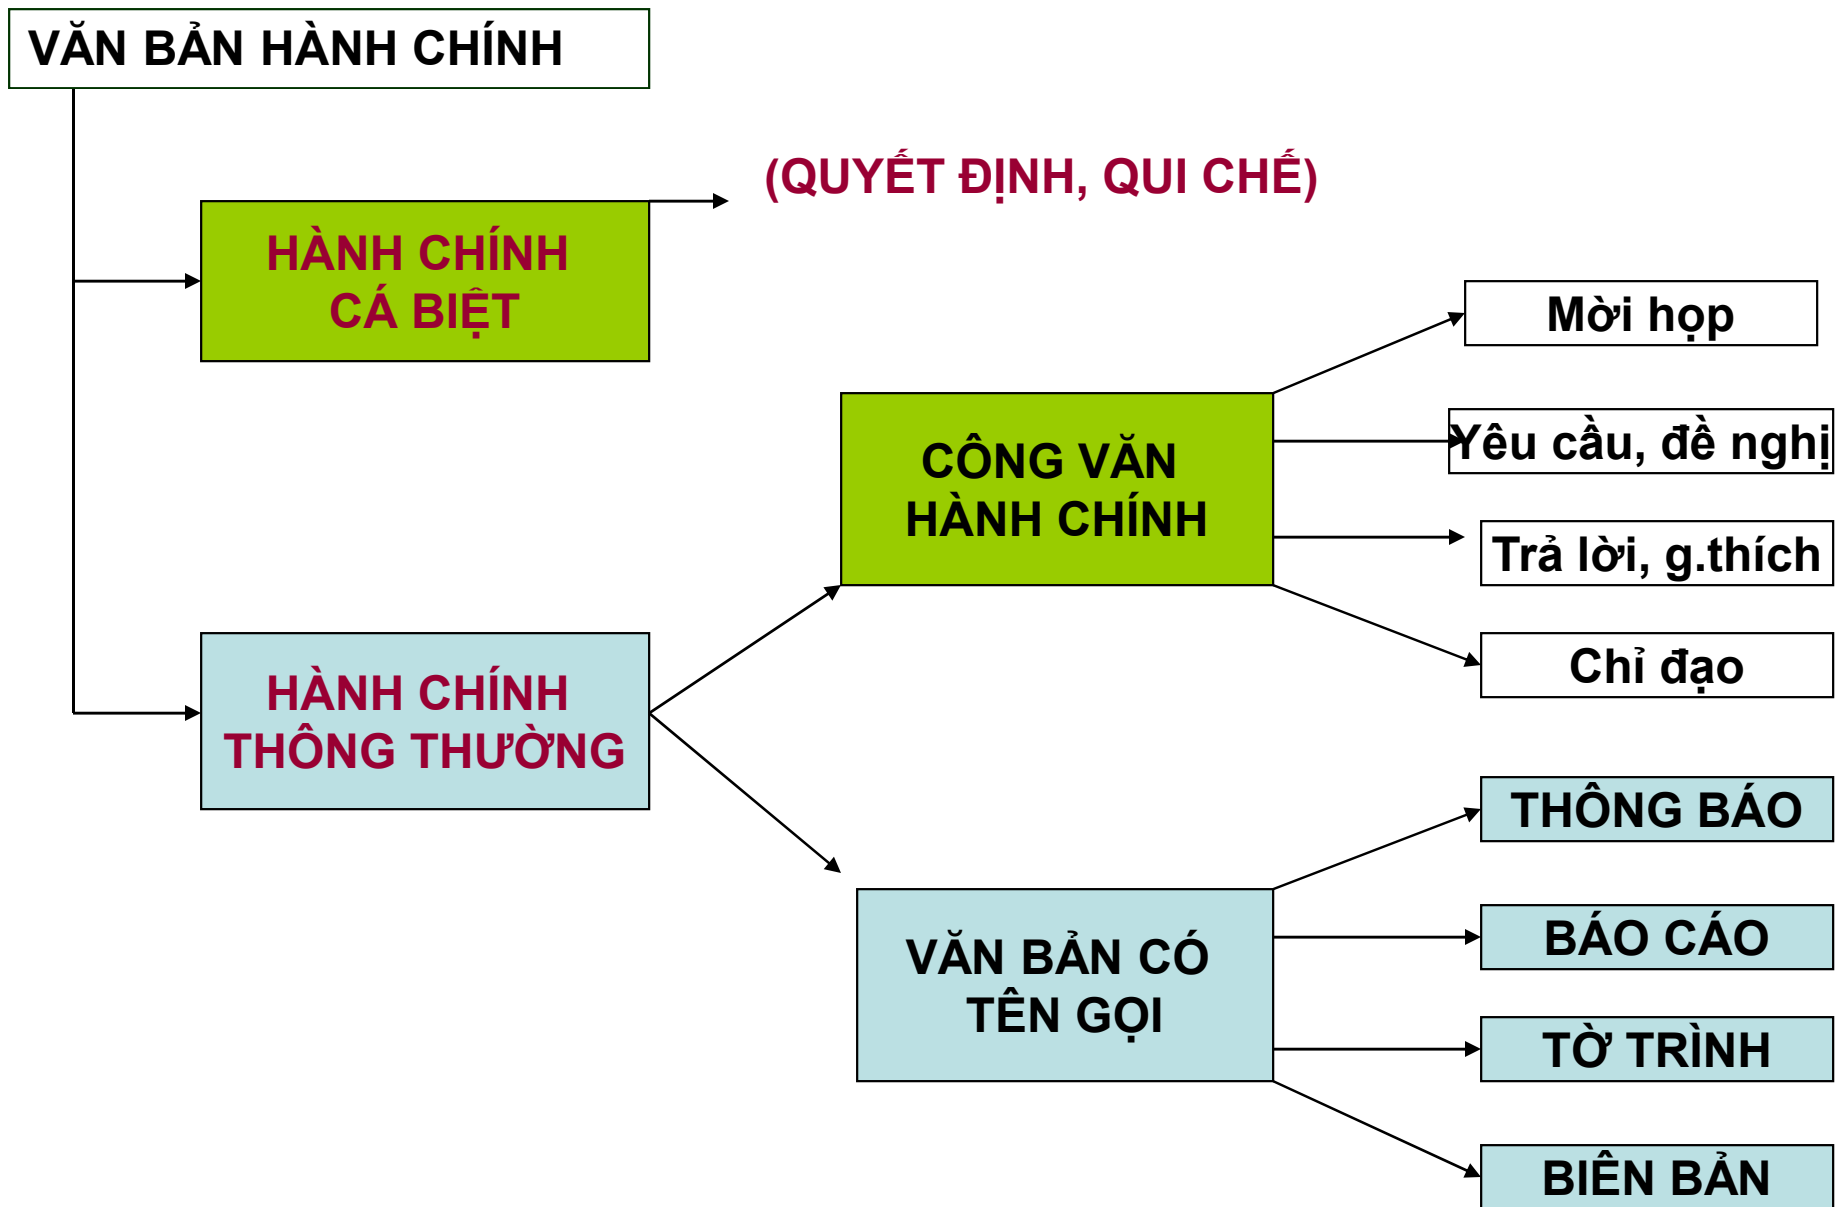 VĂN BẢN HÀNH CHÍNH
(QUYẾT ĐỊNH, QUI CHẾ)
HÀNH CHÍNH
CÁ BIỆT
Mời họp
Yêu cầu, đề nghị
CÔNG VĂN
HÀNH CHÍNH
Trả lời, g.thích
Chỉ đạo
HÀNH CHÍNH
THÔNG THƯỜNG
THÔNG BÁO
BÁO CÁO
VĂN BẢN CÓ
TÊN GỌI
TỜ TRÌNH
BIÊN BẢN